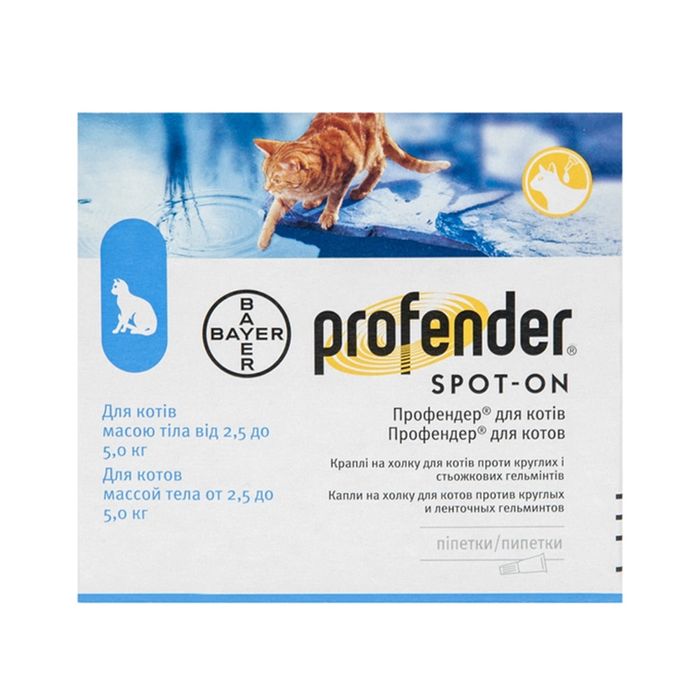 BAYER
BAYER
profender®
SPOT-ON
Профендер® для котів
Профендер® для котов
Краплі на холку для котів проти круглих і
стьожкових гельмінтів
Капли на холку для котов против круглых
и ленточных гельминтов
піпетки/пипетки
Для котів
масою тіла від 2,5 до
5,0 кг
Для котов
массой тела от 2,5 до
5,0 кг